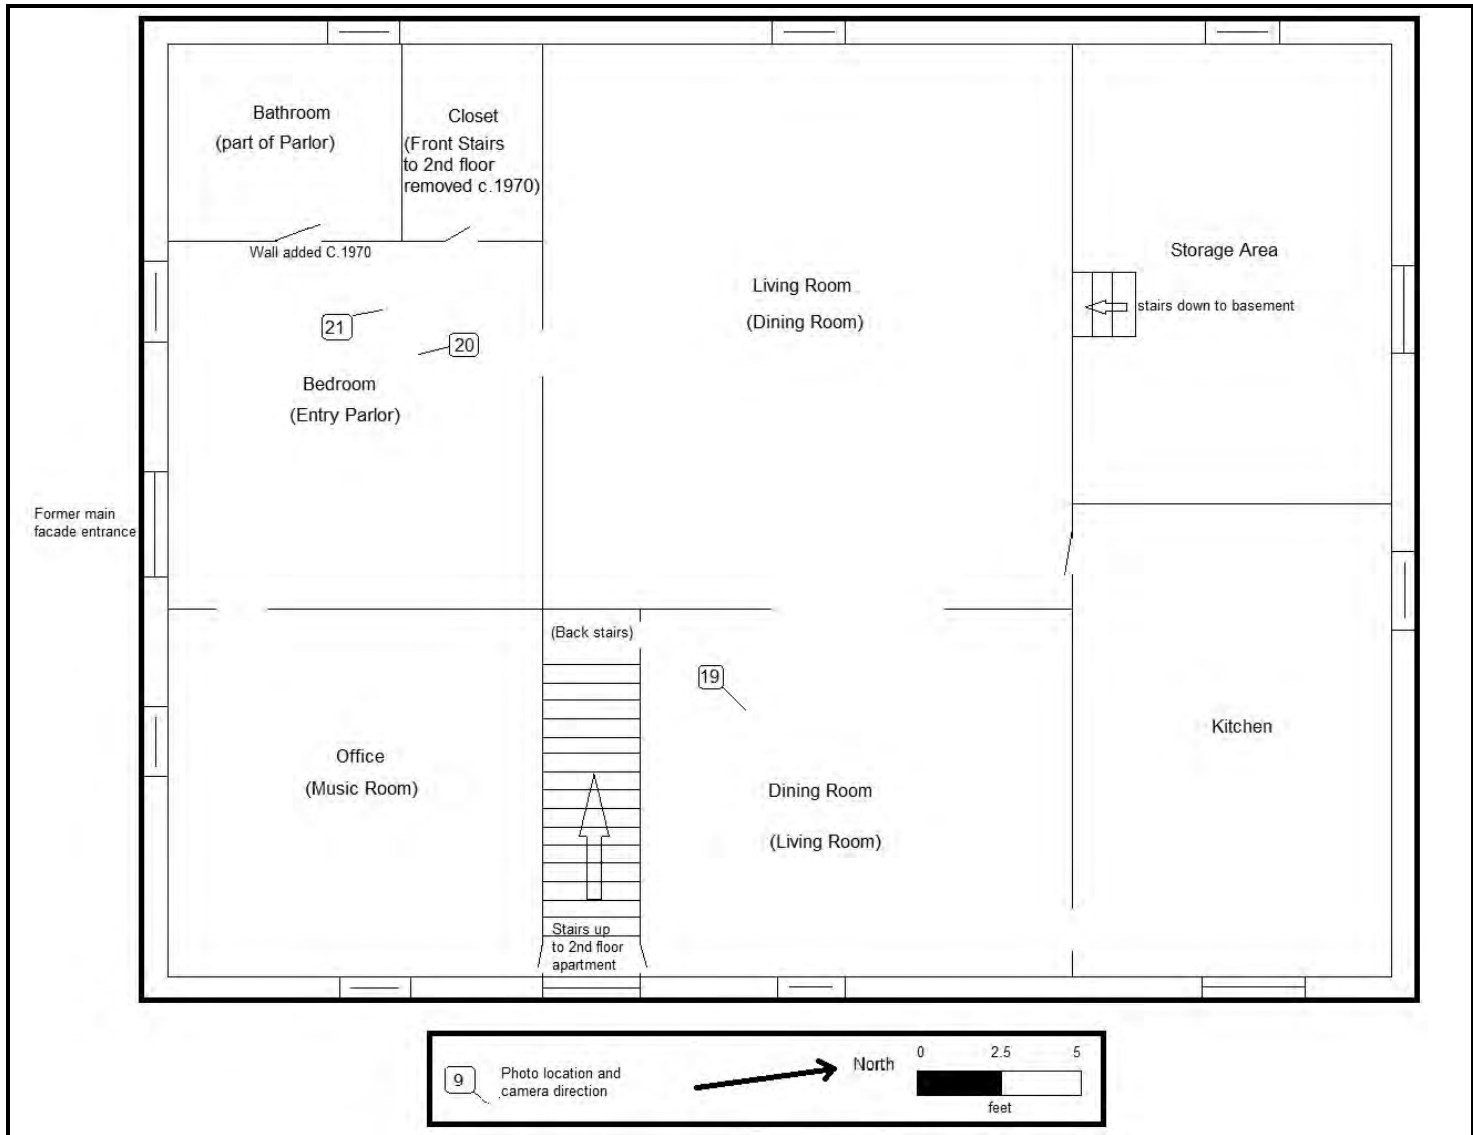 Bathroom
(part of Parlor)
Closet
(Front Stairs
to 2nd floor
removed c.1970)
Wall added C.1970
21
20
Bedroom
(Entry Parlor)
Living Room
(Dining Room)
Storage Area
stairs down to basement
Former main
facade entrance
(Back stairs)
19
Office
(Music Room)
Dining Room
(Living Room)
Kitchen
Stairs up
to 2nd floor
apartment
9
Photo location and
camera direction
North
0 2.5 5
feet